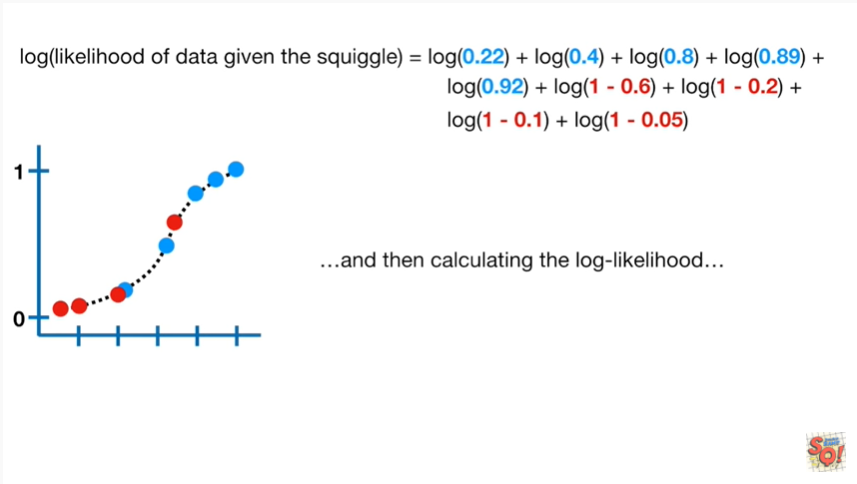 log(likelihood of data given the squiggle) = log(0.22) + log(0.4) + log(0.8) + log(0.89) +
log(0.92) + log(1 - 0.6) + log(1 - 0.2) +
log(1 - 0.1) + log(1 - 0.05)
1
...and then calculating the log-likelihood...
0
SQ!